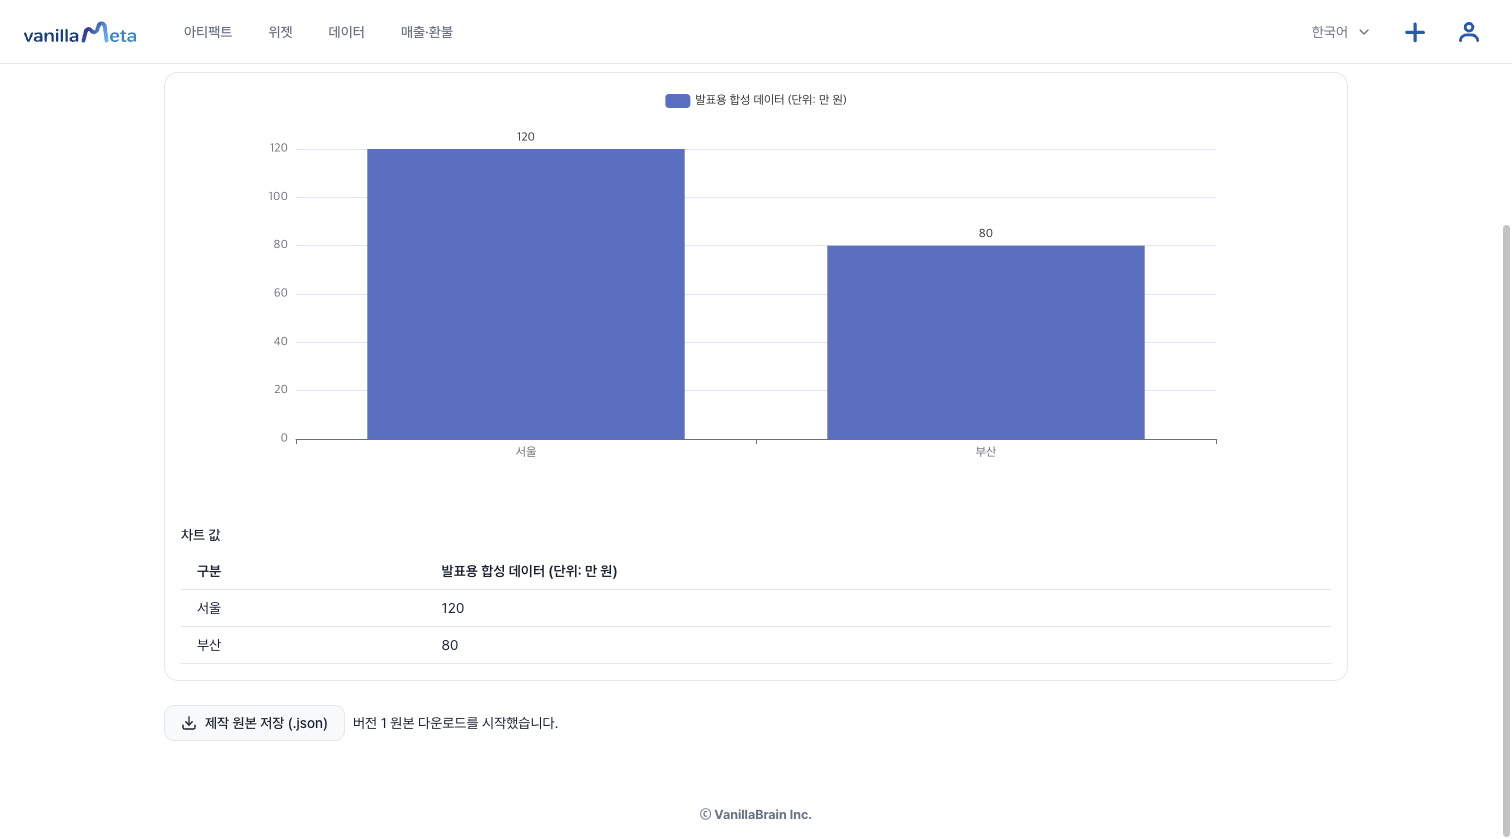 vanillaMeta 아티팩트 위젯 데이터 매출·환불 한국어
발표용 합성 데이터 (단위: 만 원)
120
80
120
100
80
60
40
20
0
서울 부산
차트 값
구분 발표용 합성 데이터 (단위: 만 원)
서울 120
부산 80
제작 원본 저장 (.json) 버전 1 원본 다운로드를 시작했습니다.
© VanillaBrain Inc.